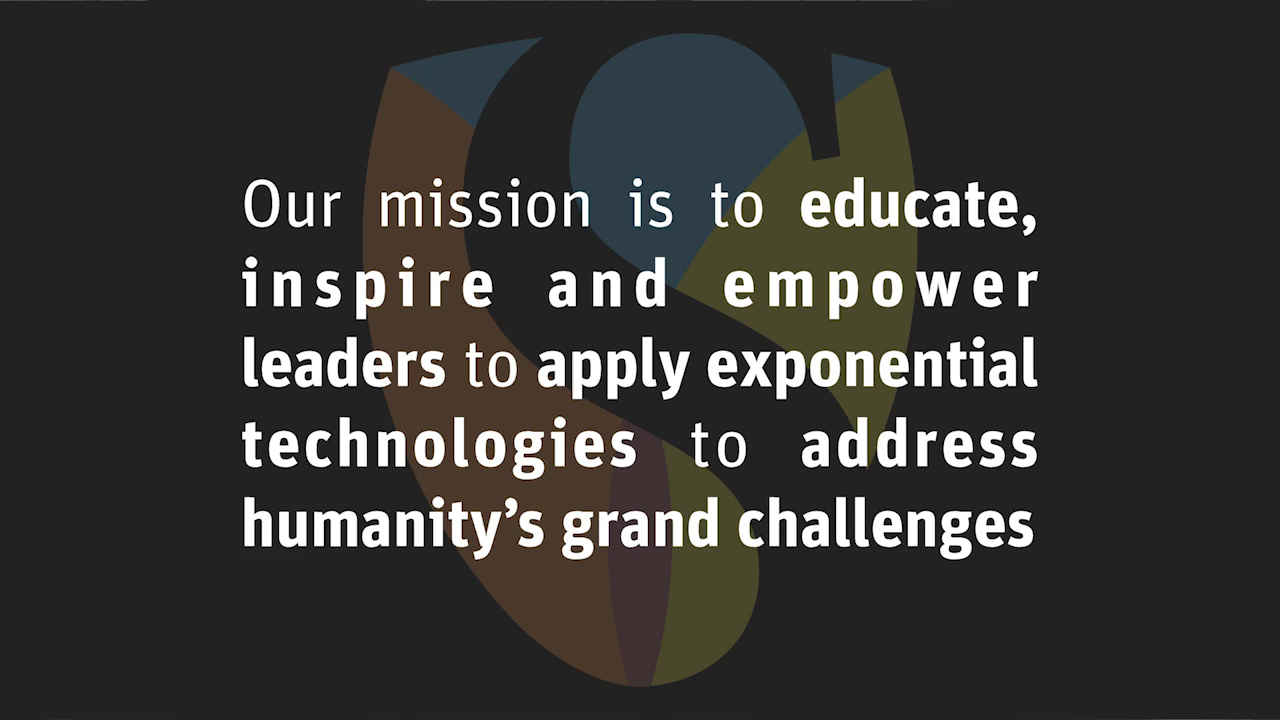 Our mission is to educate,
inspire and empower
leaders to apply exponential
technologies to address
humanity’s grand challenges